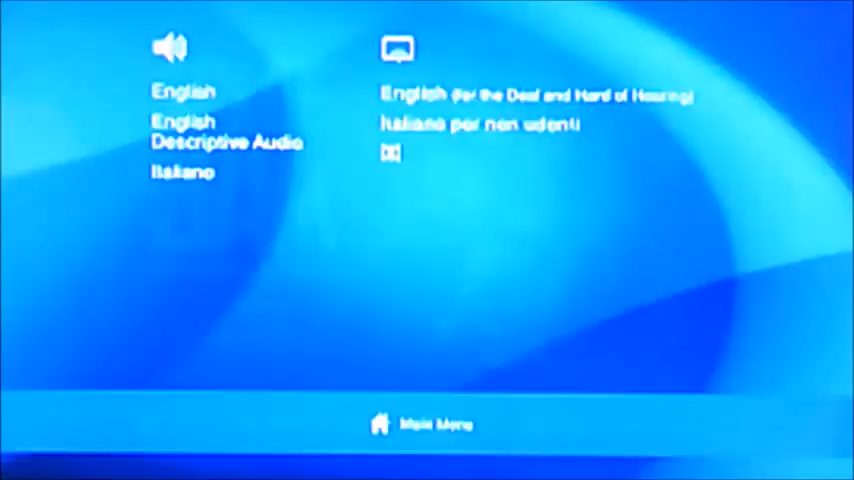 English
English
Descriptive Audio
Italiano
English (for the Deaf and Hard of Hearing)
Italiano per non udenti
Main Menu